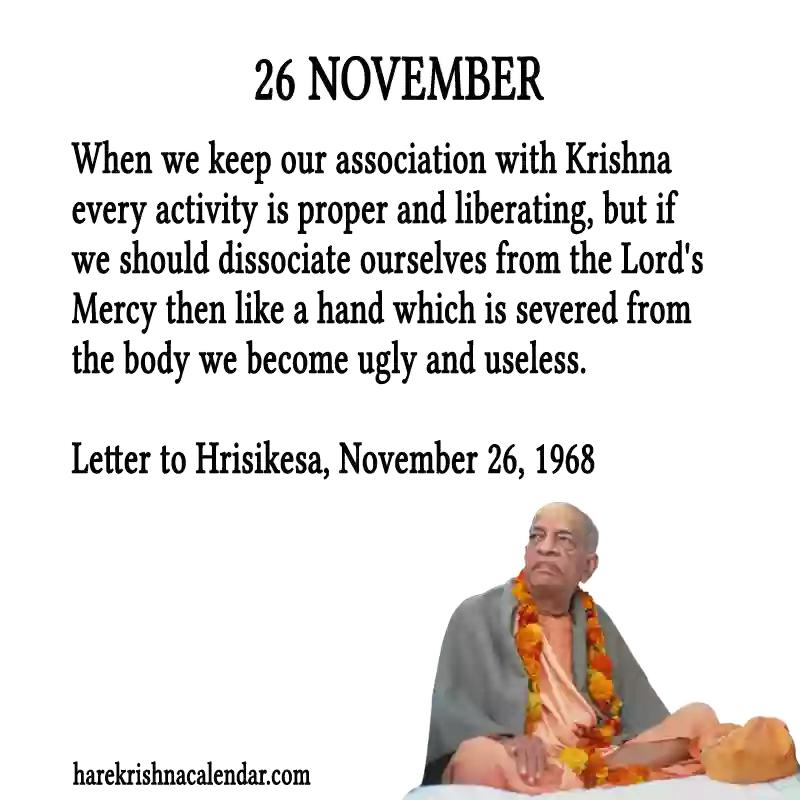 26 NOVEMBER
When we keep our association with Krishna
every activity is proper and liberating, but if
we should dissociate ourselves from the Lord's
Mercy then like a hand which is severed from
the body we become ugly and useless.
Letter to Hrisikesa, November 26, 1968
harekrishnacalendar.com